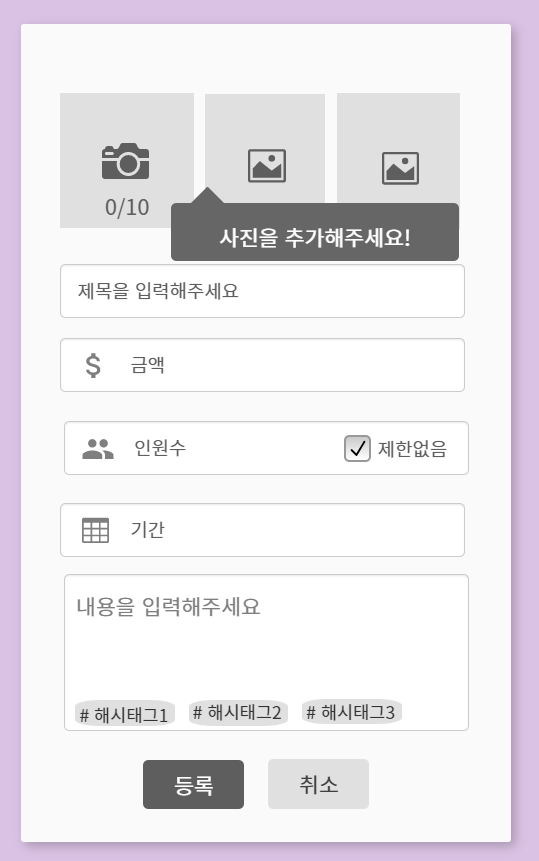 0/10
사진을 추가해주세요!
제목을 입력해주세요
$ 금액
인원수 제한없음
기간
내용을 입력해주세요
# 해시태그1 # 해시태그2 # 해시태그3
등록 취소